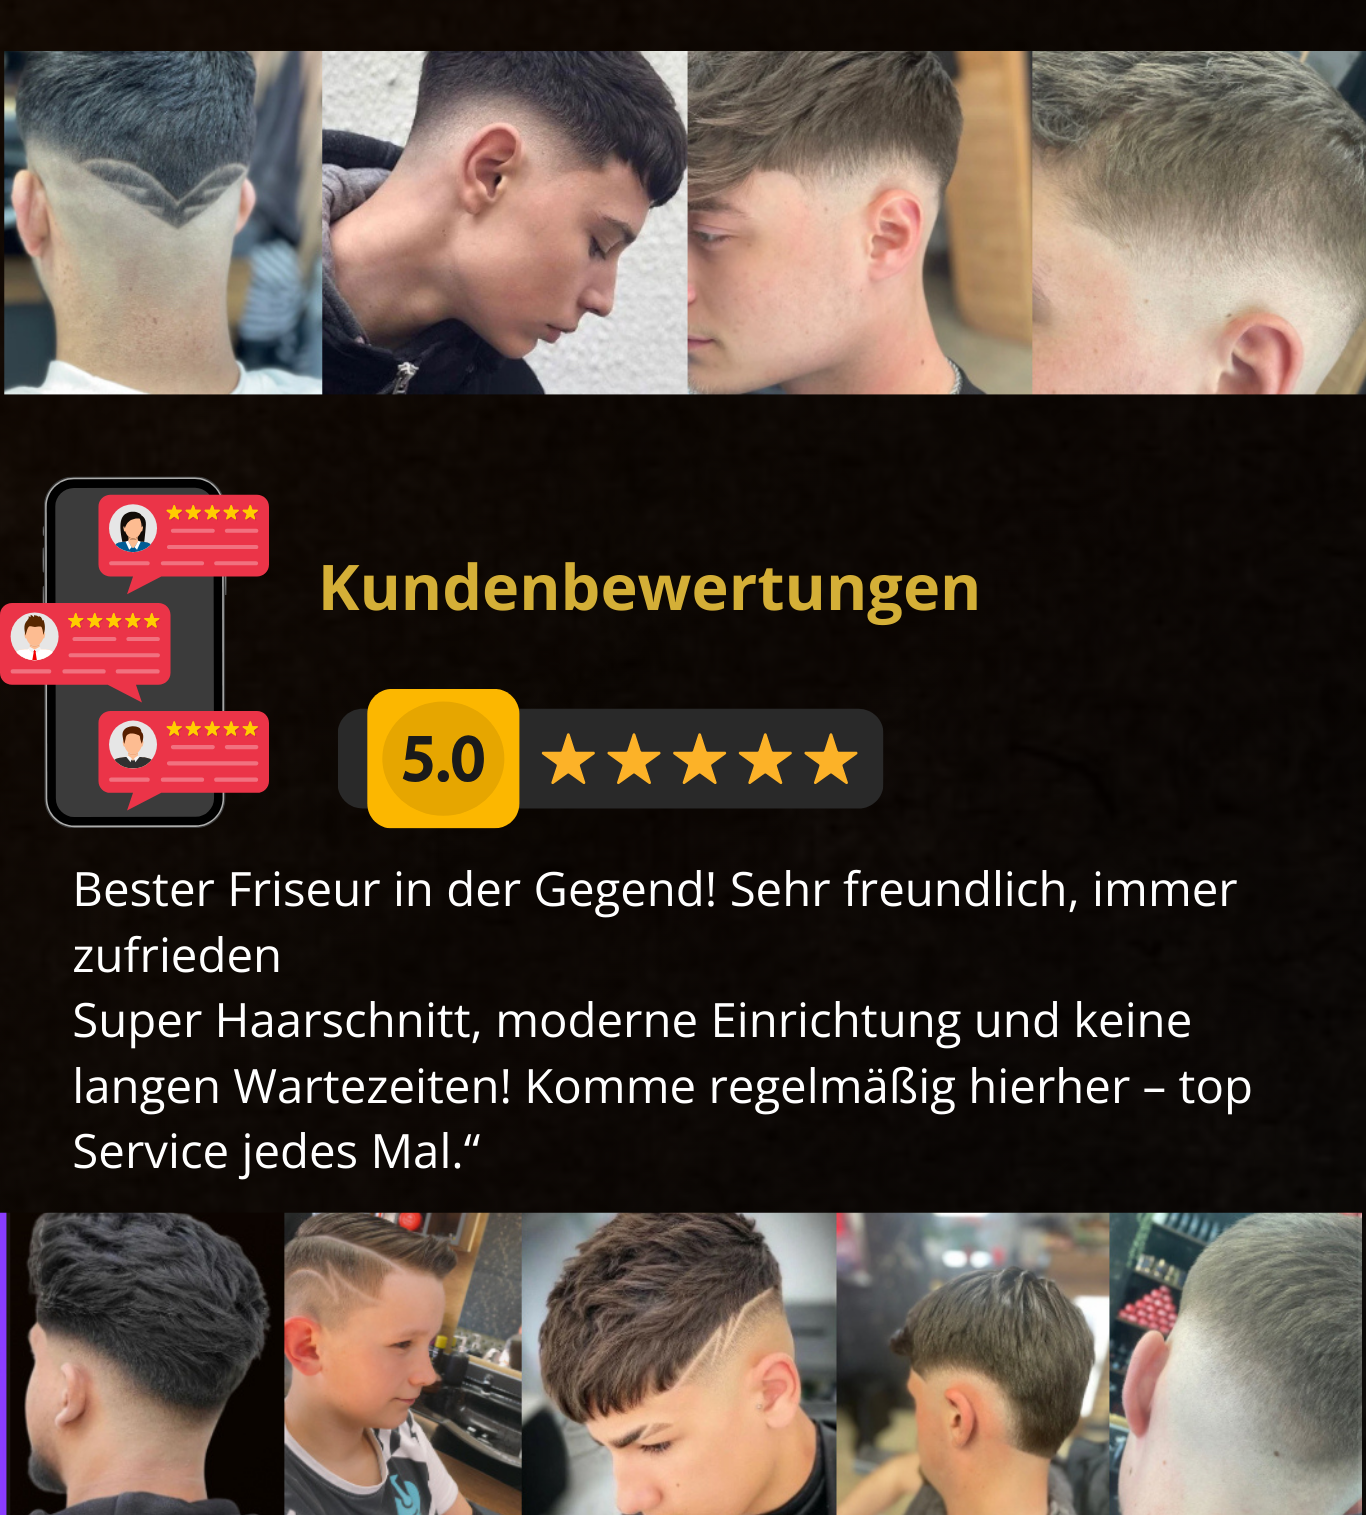 Kundenbewertungen
5.0
Bester Friseur in der Gegend! Sehr freundlich, immer
zufrieden
Super Haarschnitt, moderne Einrichtung und keine
langen Wartezeiten! Komme regelmäßig hierher – top
Service jedes Mal.“